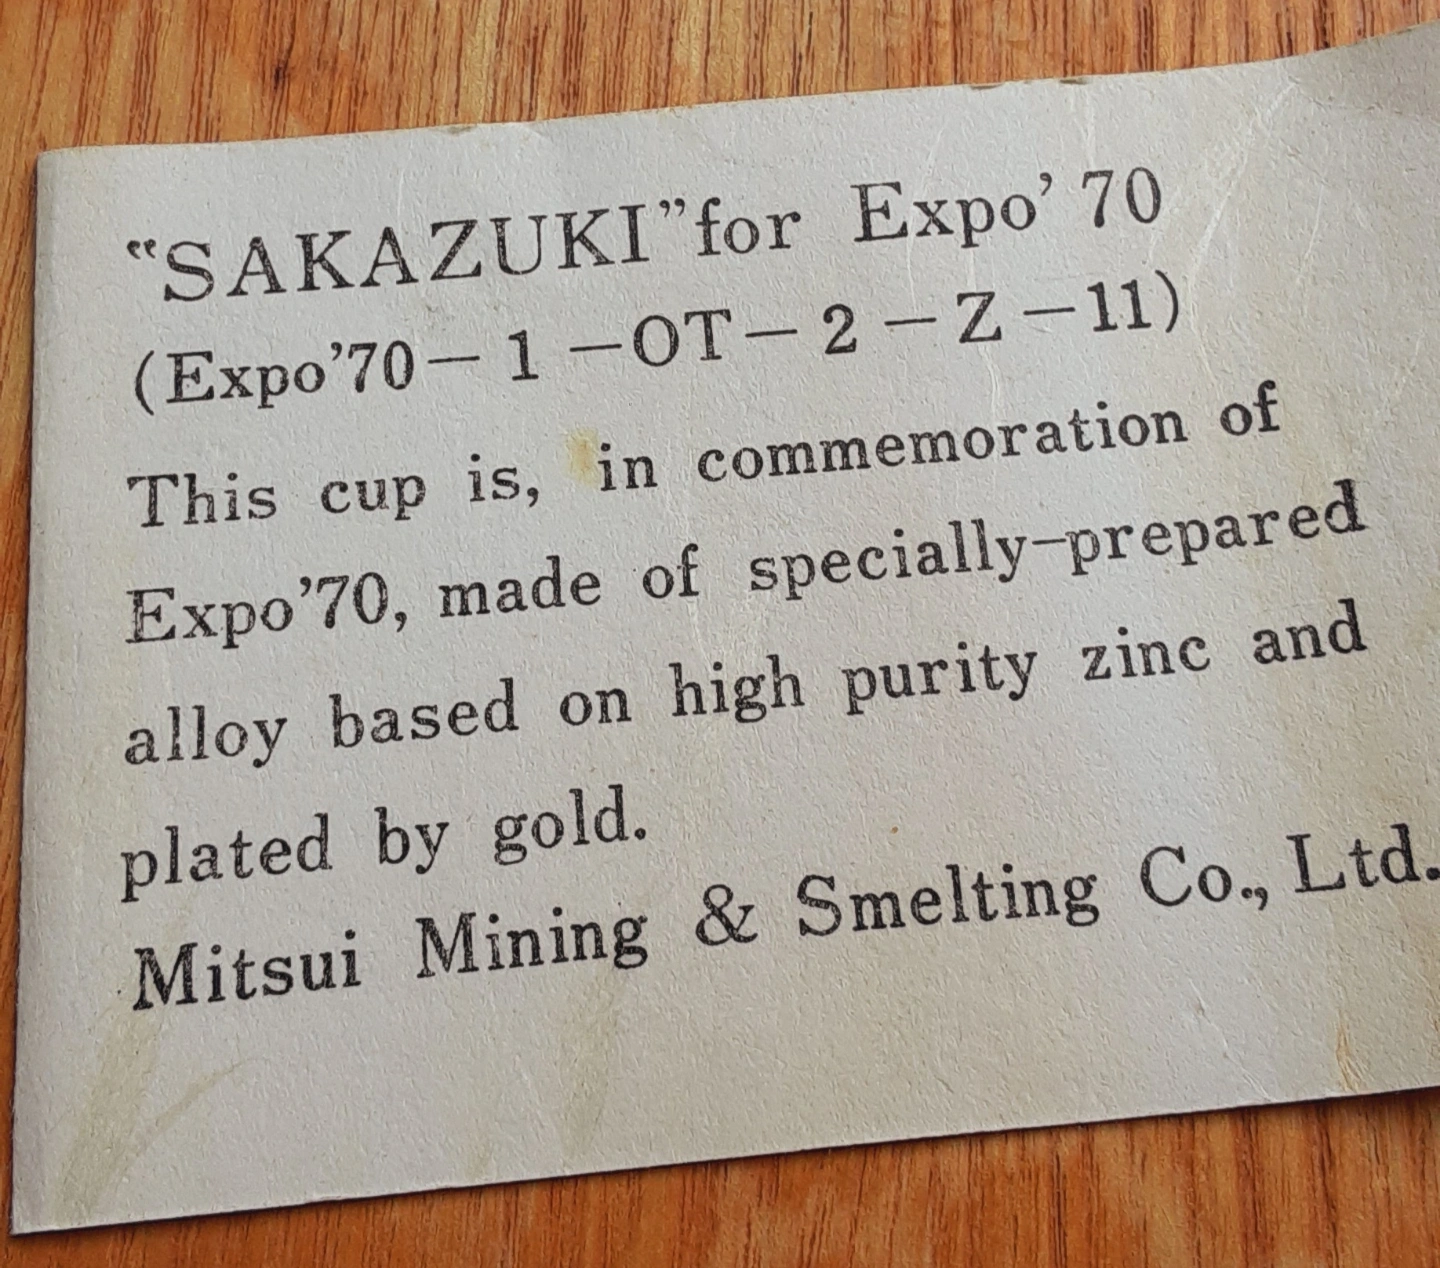 “SAKAZUKI” for Expo’ 70
(Expo’70－ 1 －OT－ 2 － Z －11)
This cup is, in commemoration of
Expo’70, made of specially-prepared
alloy based on high purity zinc and
plated by gold.
Mitsui Mining & Smelting Co., Ltd.